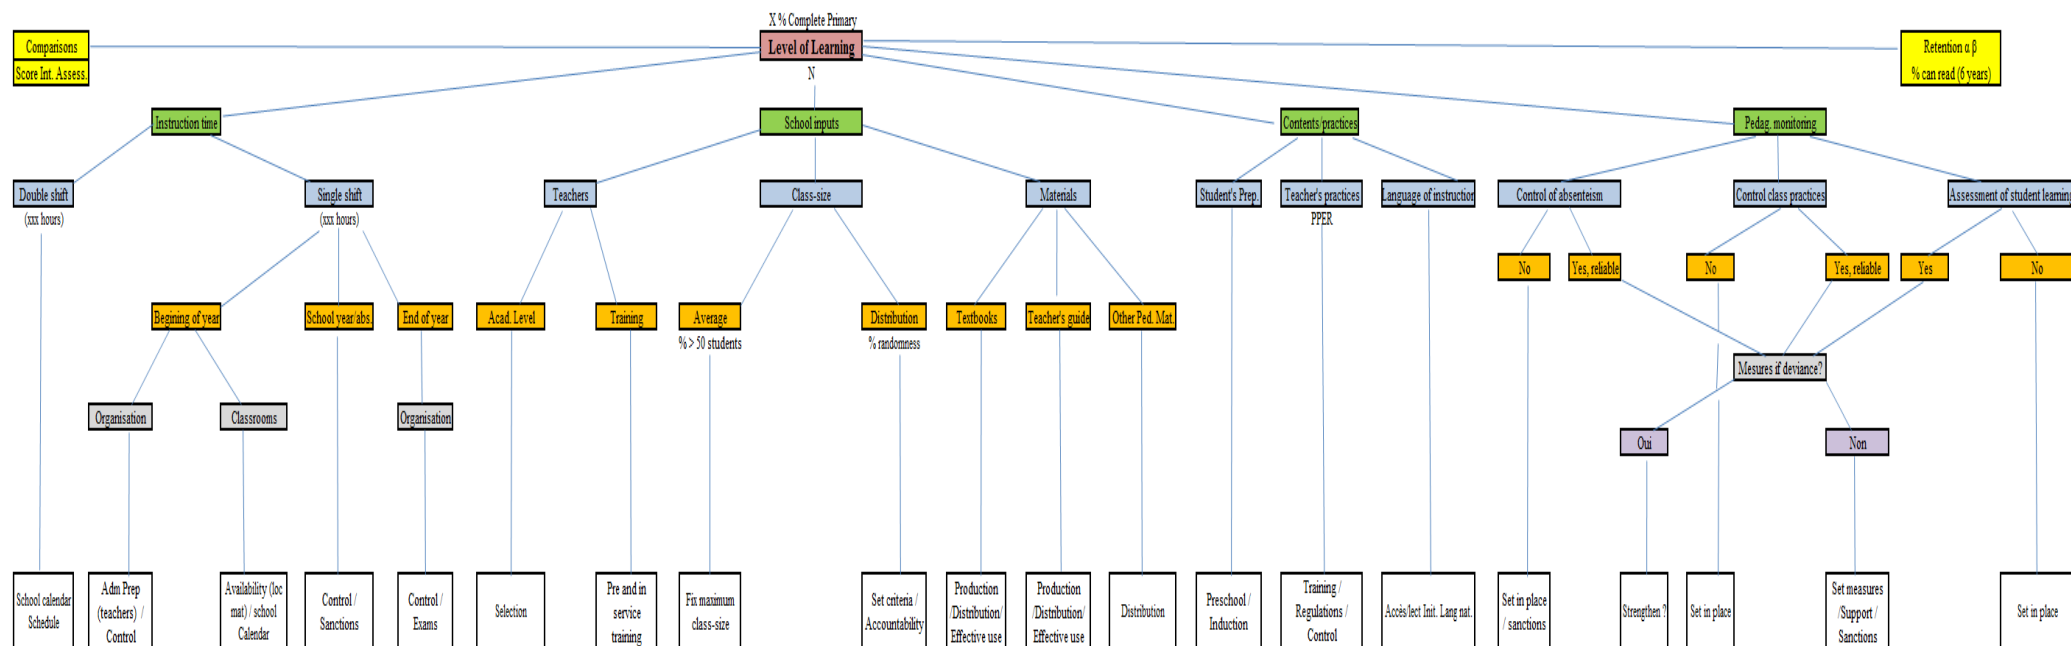 X % Complete Primary
Comparisons
Level of Learning
Retention α β
Score Int. Assess.
N
% can read (6 years)
Instruction time
School inputs
Contents/practices
Pedag. monitoring
Double shift
Single shift
Teachers
Class-size
Materials
Student's Prep.
Teacher's practices
Language of instruction
Control of absenteism
Control class practices
Assessment of student learning
(xxx hours)
(xxx hours)
PPER
No
Yes, reliable
No
Yes, reliable
Yes
No
Begining of year
School year/abs.
End of year
Acad. Level
Training
Average
Distribution
Textbooks
Teacher's guide
Other Ped. Mat.
% > 50 students
% randomness
Mesures if deviance?
Organisation
Classrooms
Organisation
Oui
Non
School calendar
Schedule
Adm Prep
(teachers) /
Control
Availability (loc
mat) / school
Calendar
Control /
Sanctions
Control /
Exams
Selection
Pre and in
service
training
Fix maximum
class-size
Set criteria /
Accountability
Production
/Distribution/
Effective use
Production
/Distribution/
Effective use
Distribution
Preschool /
Induction
Training /
Regulations /
Control
Accès/lect Init. Lang nat.
Set in place
/ sanctions
Strengthen ?
Set in place
Set measures
/Support /
Sanctions
Set in place